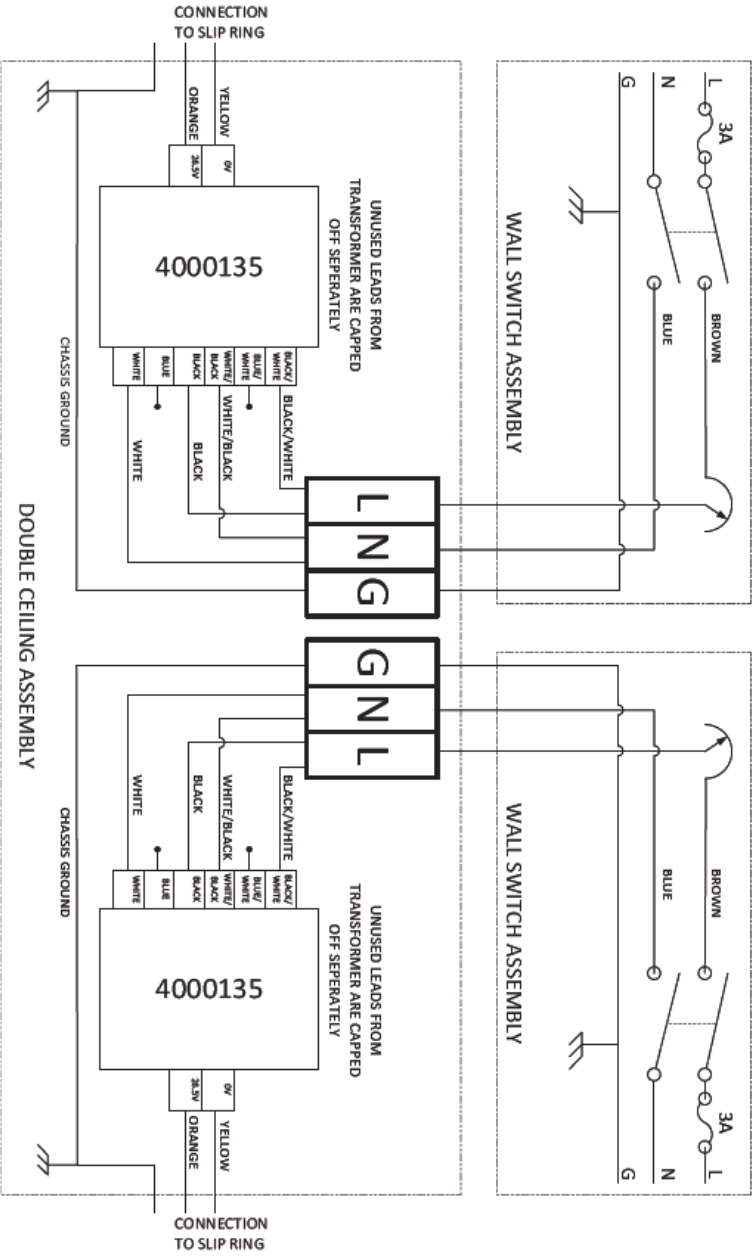 CONNECTION
TO SLIP RING
YELLOW
ORANGE
0V
26.5V
4000135
UNUSED LEADS FROM
TRANSFORMER ARE CAPPED
OFF SEPERATELY
BLACK/
WHITE
BLUE/
WHITE
WHITE/
BLACK
BLACK
BLUE
WHITE
BLACK/WHITE
WHITE/BLACK
BLACK
WHITE
CHASSIS GROUND
L
N
G
L
N
G
3A
BROWN
BLUE
WALL SWITCH ASSEMBLY
DOUBLE CEILING ASSEMBLY
G
N
L
BROWN
BLUE
WALL SWITCH ASSEMBLY
3A
L
N
G
BLACK/WHITE
WHITE/BLACK
BLACK
WHITE
CHASSIS GROUND
BLACK/
WHITE
BLUE/
WHITE
WHITE/
BLACK
BLACK
BLUE
WHITE
UNUSED LEADS FROM
TRANSFORMER ARE CAPPED
OFF SEPERATELY
4000135
0V
26.5V
YELLOW
ORANGE
CONNECTION
TO SLIP RING